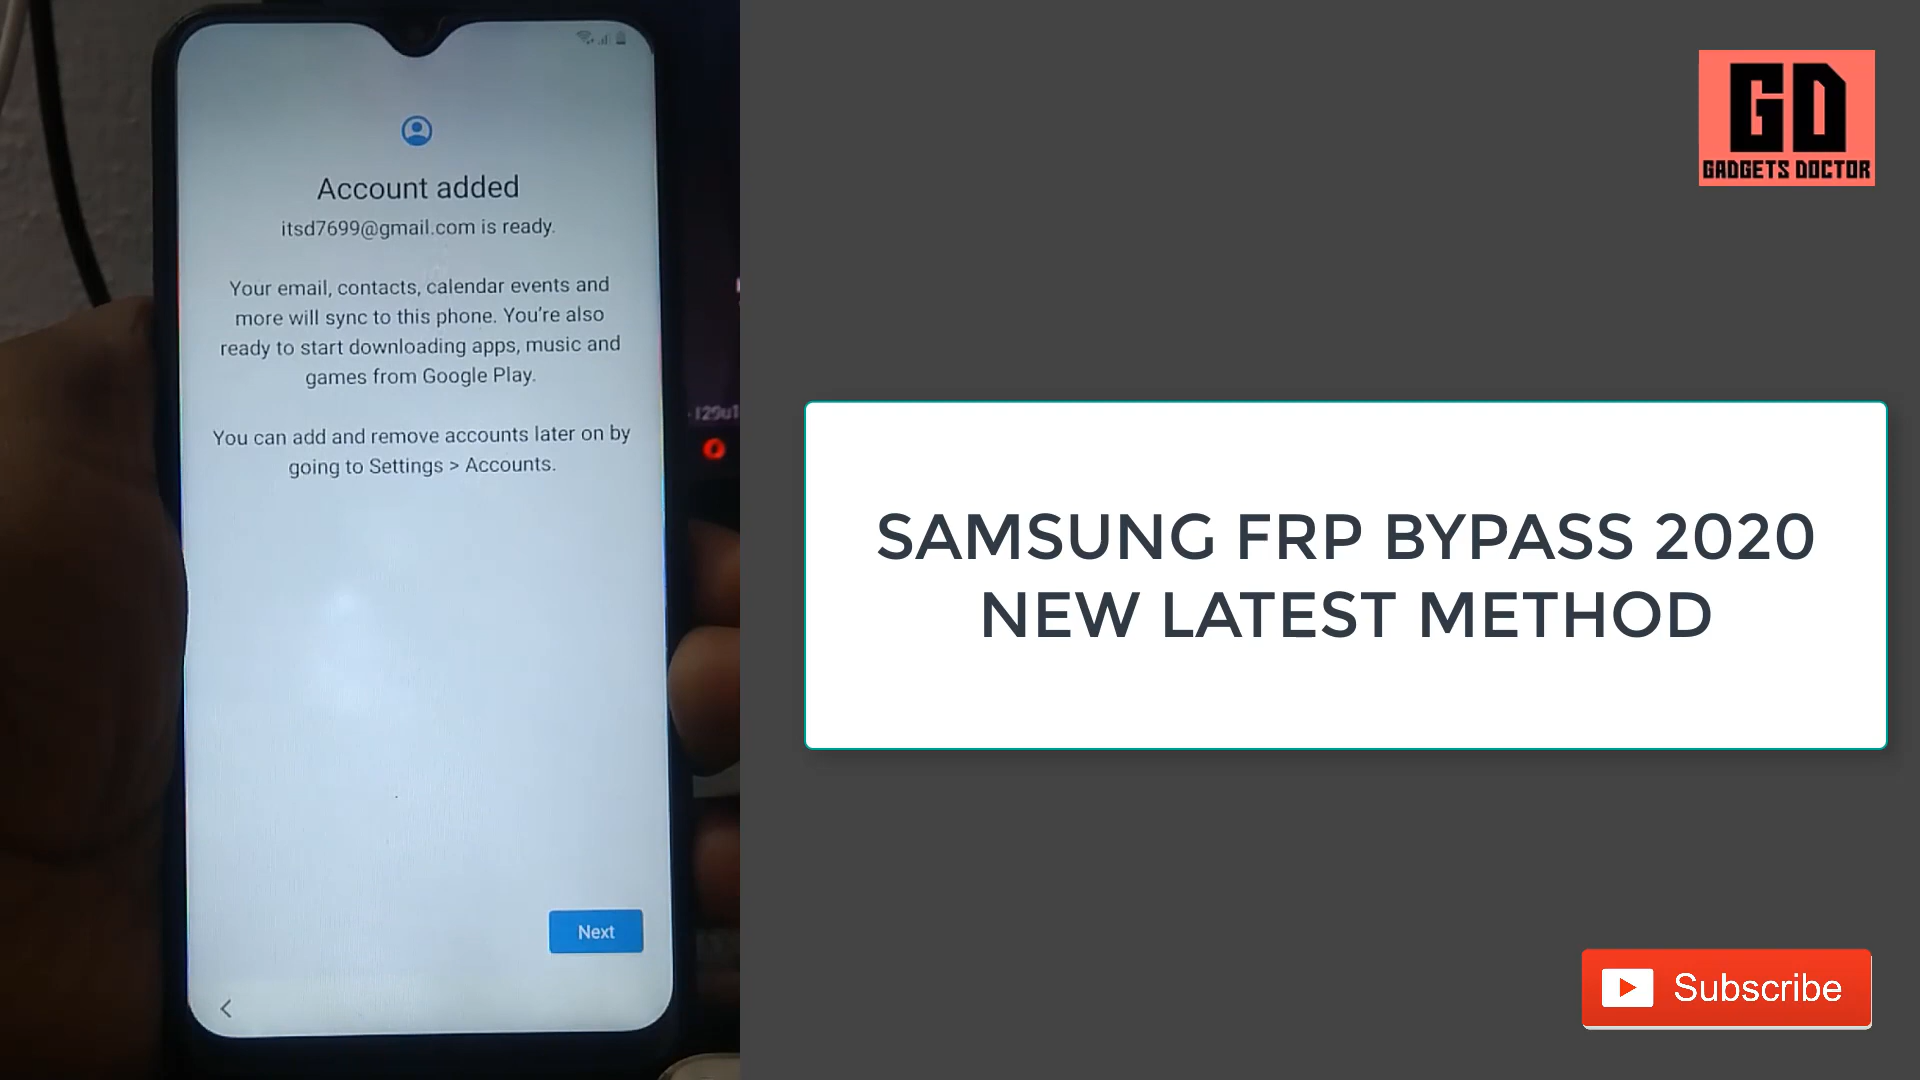 Account added
itsd7699@gmail.com is ready.
Your email, contacts, calendar events and
more will sync to this phone. You're also
ready to start downloading apps, music and
games from Google Play.
You can add and remove accounts later on by
going to Settings > Accounts.
Next
GD
GADGETS DOCTOR
SAMSUNG FRP BYPASS 2020
NEW LATEST METHOD
Subscribe